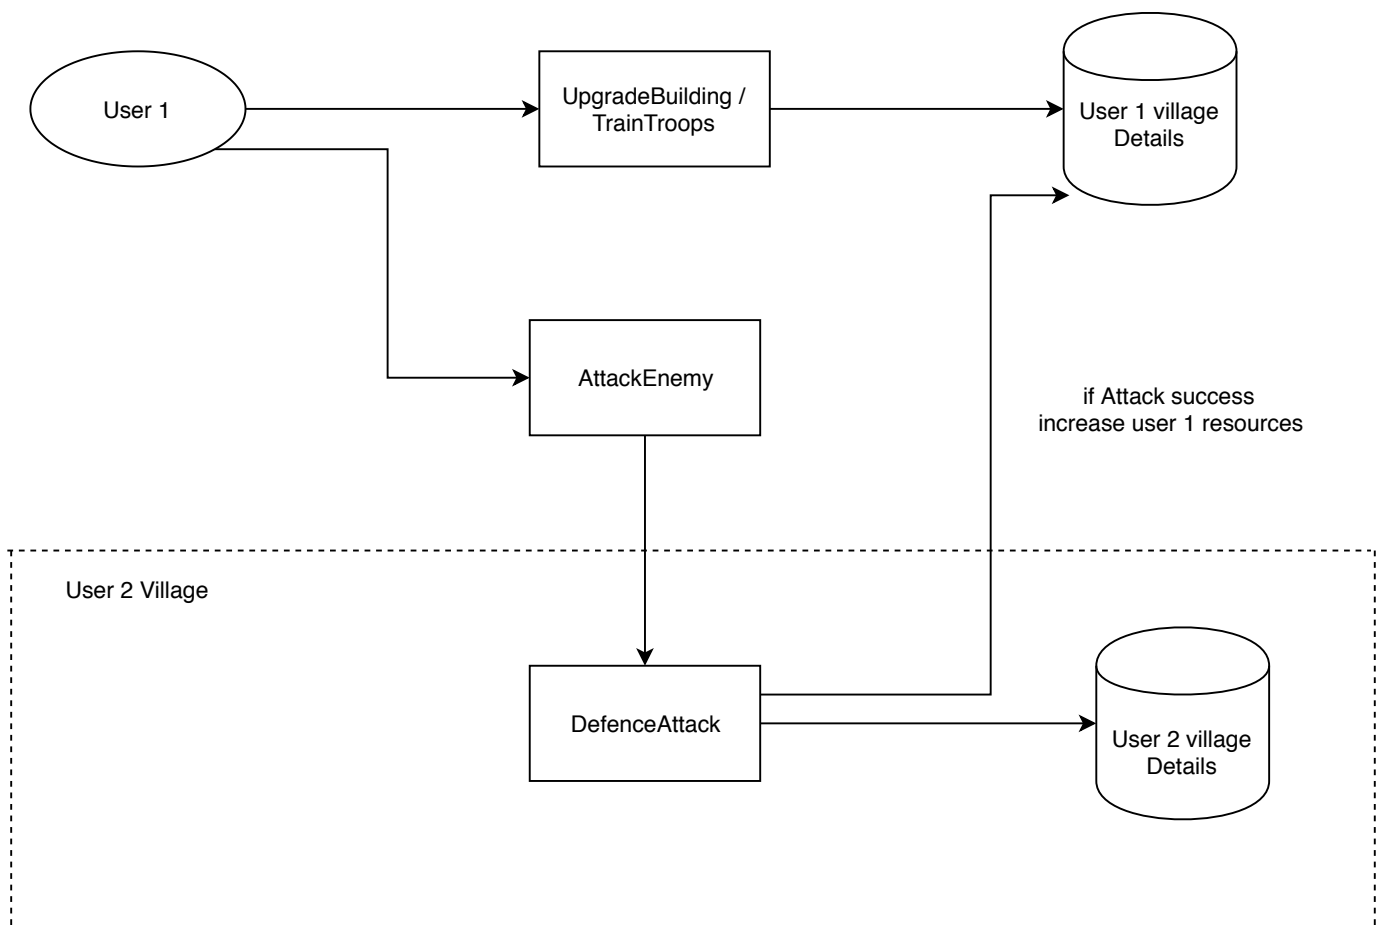 User 1
UpgradeBuilding /
TrainTroops
User 1 village
Details
AttackEnemy
if Attack success
increase user 1 resources
User 2 Village
DefenceAttack
User 2 village
Details